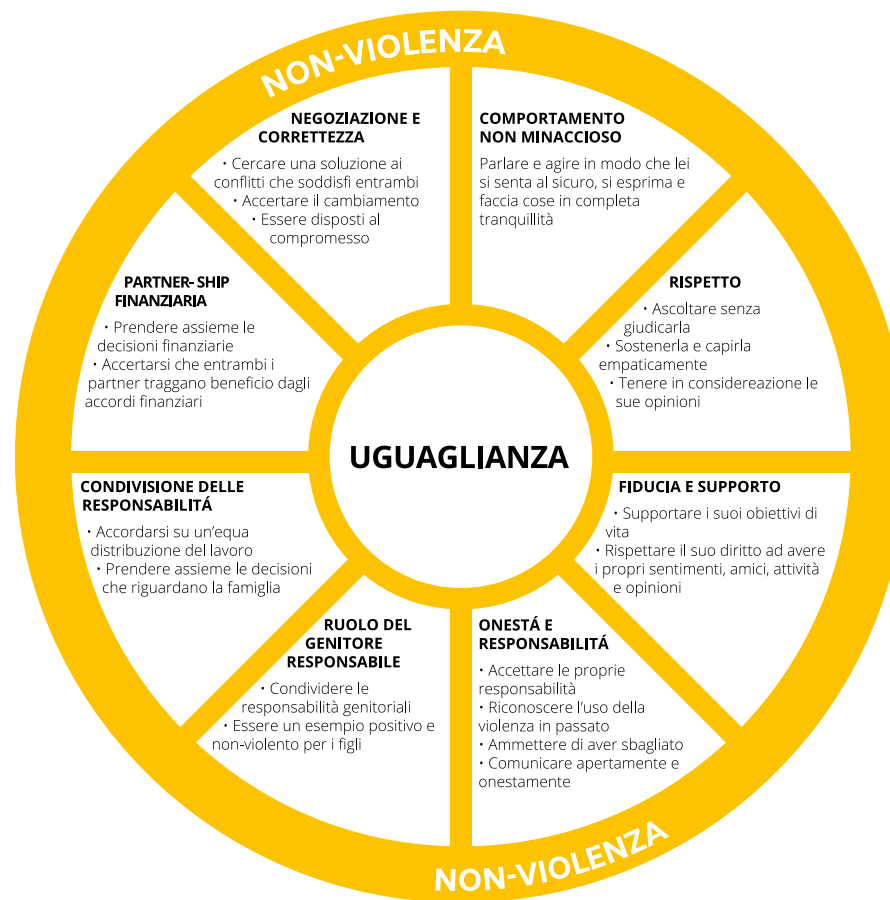 NON-VIOLENZA
NEGOZIAZIONE E
CORRETTEZZA
• Cercare una soluzione ai
conflitti che soddisfi entrambi
• Accertare il cambiamento
• Essere disposti al
compromesso
COMPORTAMENTO
NON MINACCIOSO
Parlare e agire in modo che lei
si senta al sicuro, si esprima e
faccia cose in completa
tranquillità
PARTNER-SHIP
FINANZIARIA
• Prendere assieme le
decisioni finanziarie
• Accertarsi che entrambi i
partner traggano beneficio dagli
accordi finanziari
RISPETTO
• Ascoltare senza
giudicarla
• Sostenerla e capirla
empaticamente
• Tenere in considereazione le
sue opinioni
UGUAGLIANZA
CONDIVISIONE DELLE
RESPONSABILITÁ
• Accordarsi su un'equa
distribuzione del lavoro
• Prendere assieme le decisioni
che riguardano la famiglia
FIDUCIA E SUPPORTO
• Supportare i suoi obiettivi di
vita
• Rispettare il suo diritto ad avere
i propri sentimenti, amici, attività
e opinioni
RUOLO DEL
GENITORE
RESPONSABILE
• Condividere le
responsabilità genitoriali
• Essere un esempio positivo e
non-violento per i figli
ONESTÁ E
RESPONSABILITÁ
• Accettare le proprie
responsabilità
• Riconoscere l'uso della
violenza in passato
• Ammettere di aver sbagliato
• Comunicare apertamente e
onestamente
NON-VIOLENZA